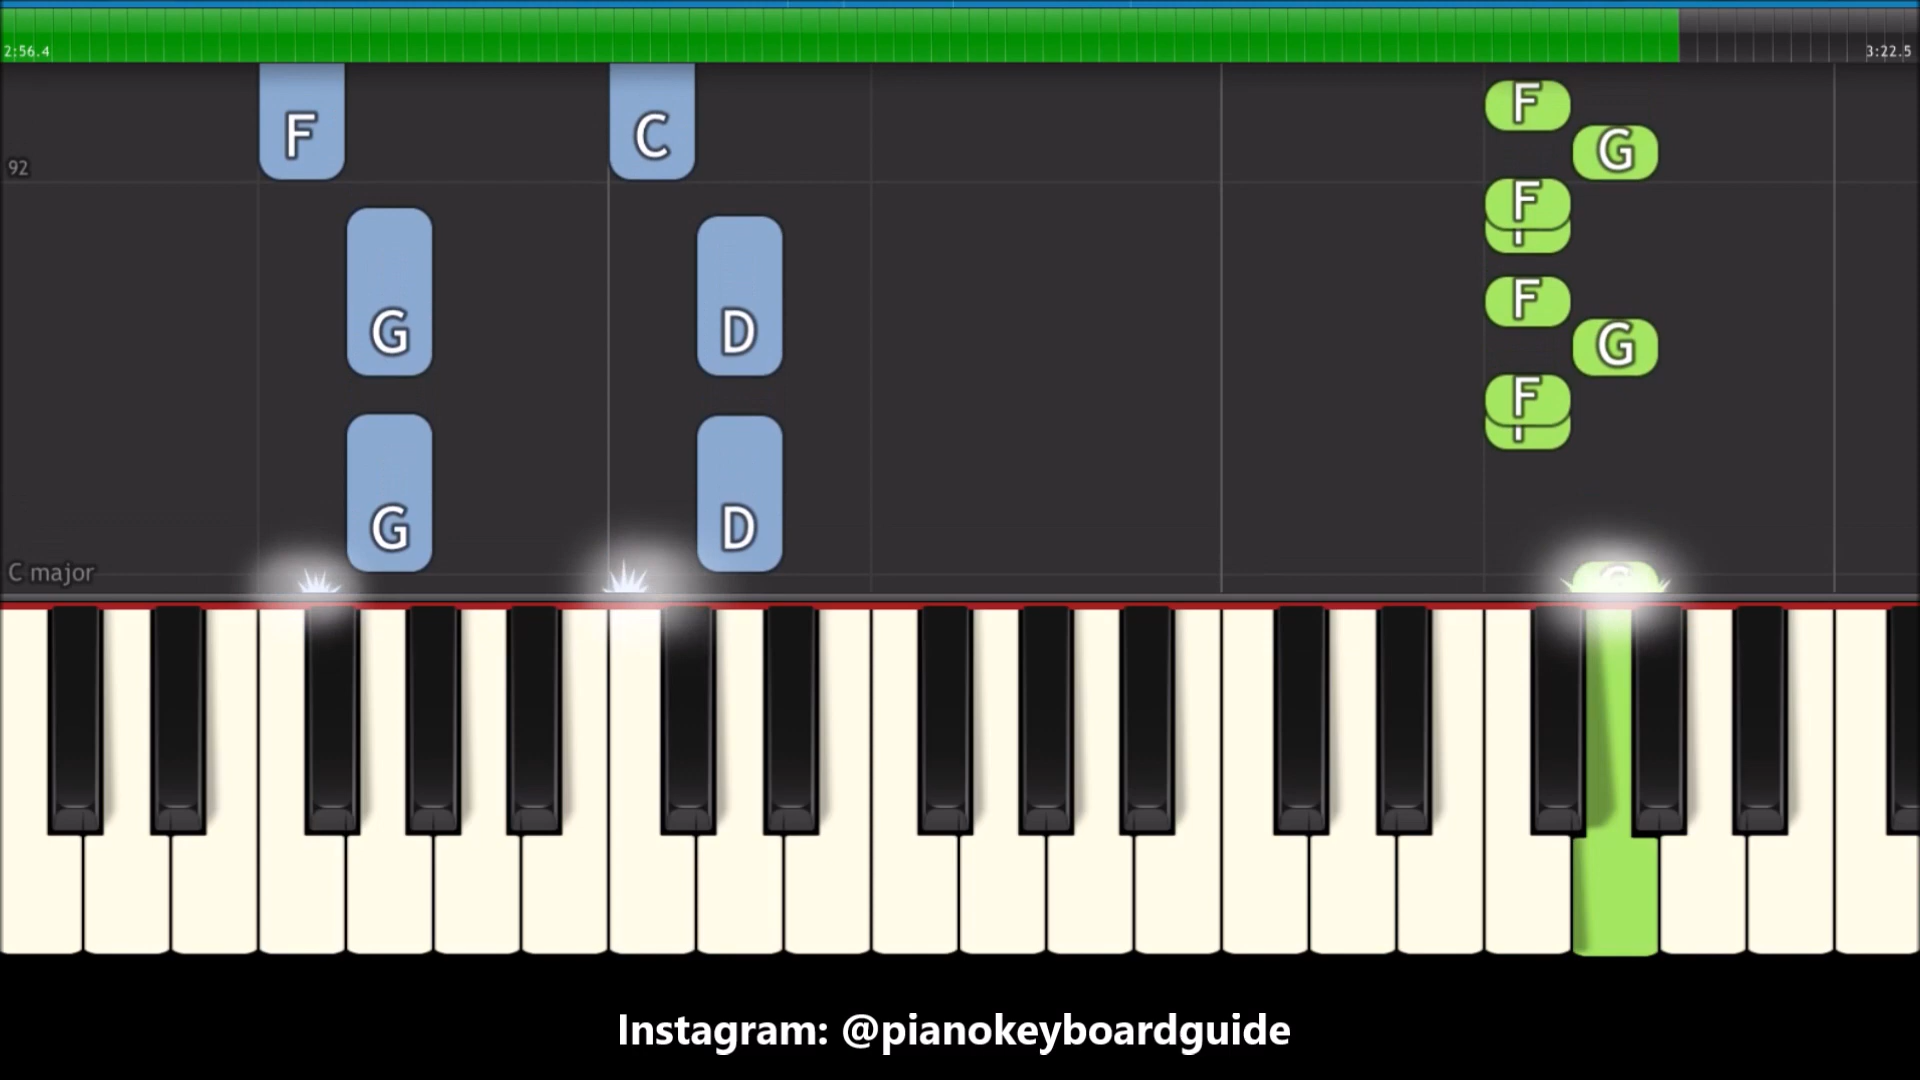 2:56.4 3:22.5
F C F
G
92
F
F
G D F
G
F
F
G D
C major
G
Instagram: @pianokeyboardguide